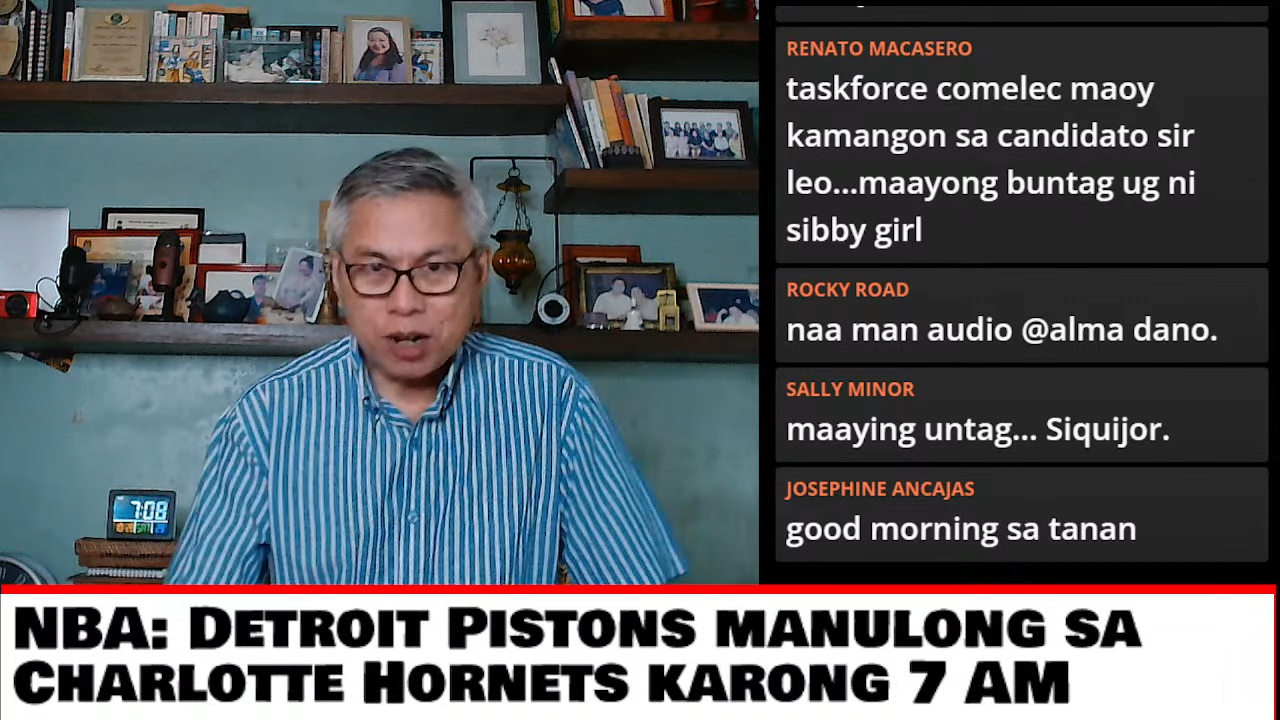 RENATO MACASERO
taskforce comelec maoy
kamangon sa candidato sir
leo...maayong buntag ug ni
sibby girl
ROCKY ROAD
naa man audio @alma dano.
SALLY MINOR
maaying untag... Siquijor.
JOSEPHINE ANCAJAS
good morning sa tanan
7:08
NBA: DETROIT PISTONS MANULONG SA
CHARLOTTE HORNETS KARONG 7 AM